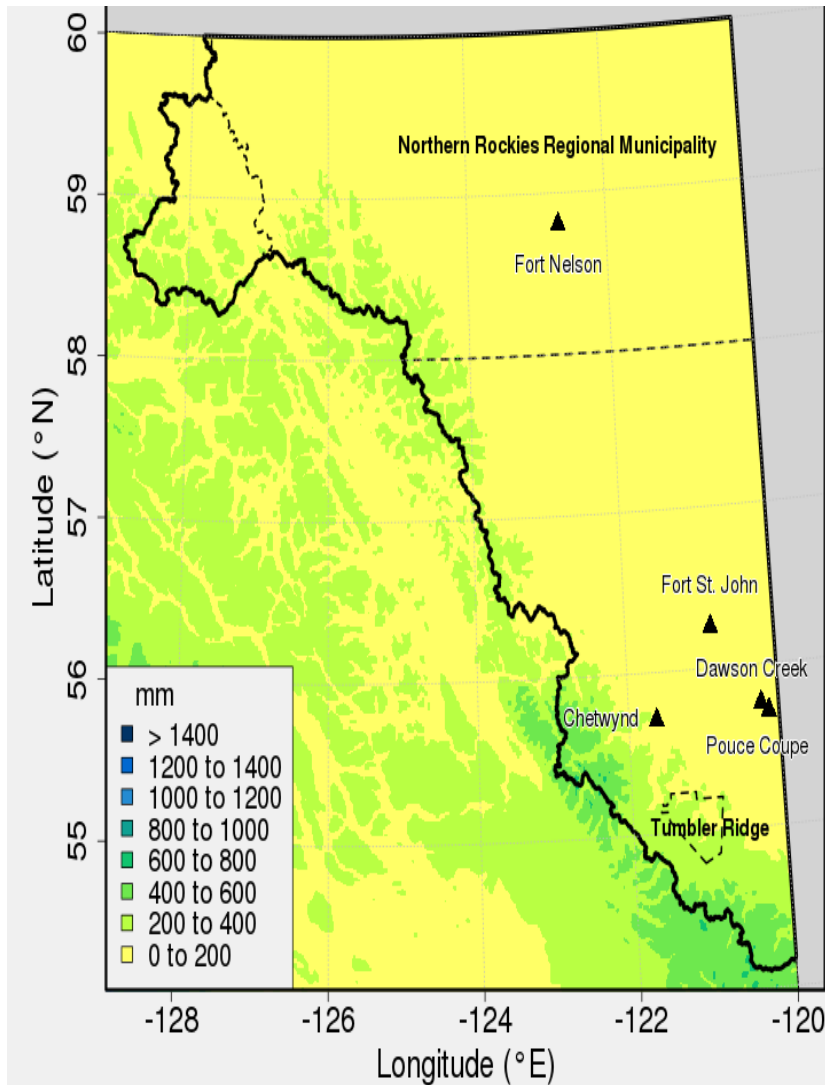 Northern Rockies Regional Municipality
Fort Nelson
Fort St. John
Dawson Creek
Chetwynd
Pouce Coupe
Tumbler Ridge
mm
> 1400
1200 to 1400
1000 to 1200
800 to 1000
600 to 800
400 to 600
200 to 400
0 to 200
Latitude (°N)
60
59
58
57
56
55
-128
-126
-124
-122
-120
Longitude (°E)